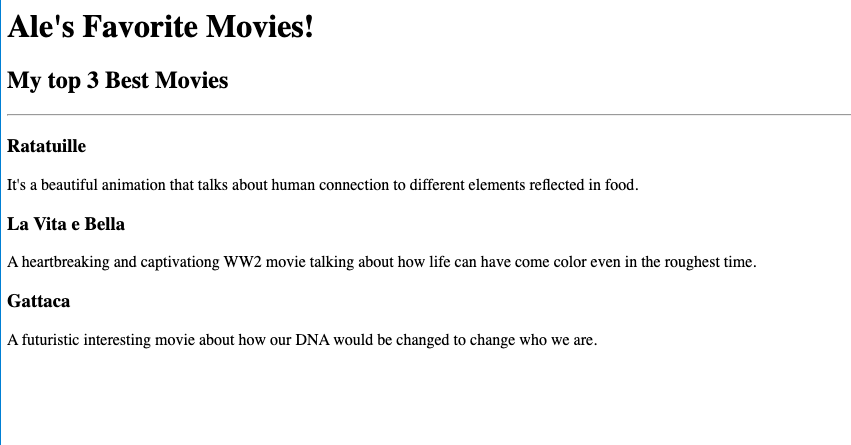 Ale's Favorite Movies!
My top 3 Best Movies
Ratatuille
It's a beautiful animation that talks about human connection to different elements reflected in food.
La Vita e Bella
A heartbreaking and captivationg WW2 movie talking about how life can have come color even in the roughest time.
Gattaca
A futuristic interesting movie about how our DNA would be changed to change who we are.